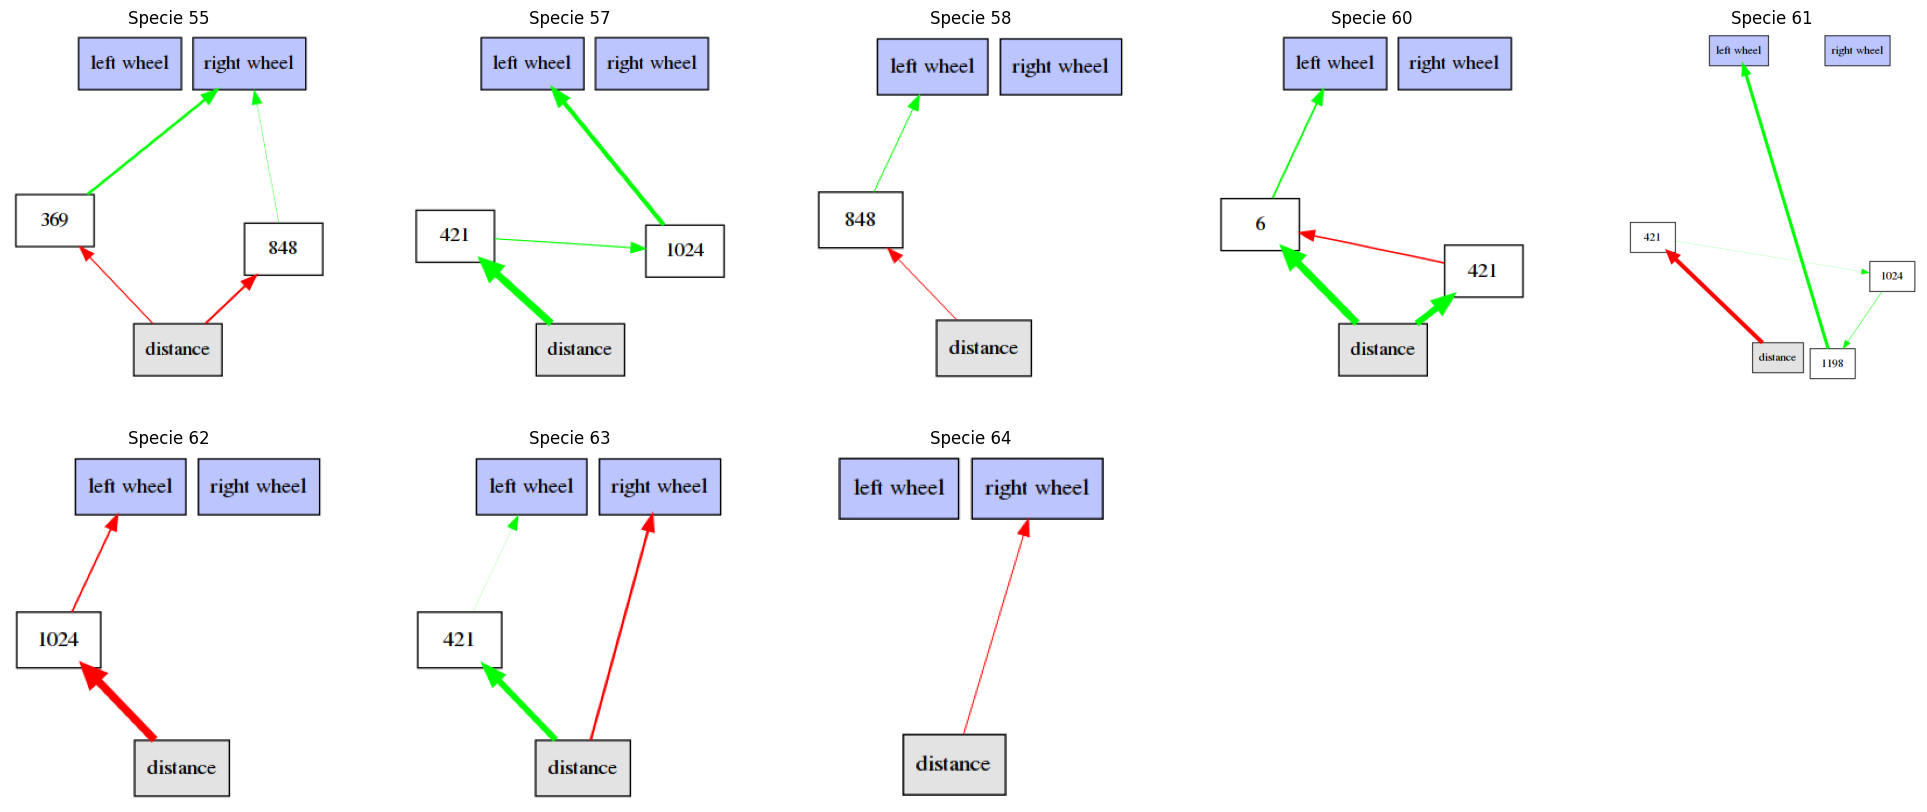 Specie 55
left wheel
right wheel
369
848
distance
Specie 57
left wheel
right wheel
421
1024
distance
Specie 58
left wheel
right wheel
848
distance
Specie 60
left wheel
right wheel
6
421
distance
Specie 61
left wheel
right wheel
421
1024
distance
1198
Specie 62
left wheel
right wheel
1024
distance
Specie 63
left wheel
right wheel
421
distance
Specie 64
left wheel
right wheel
distance